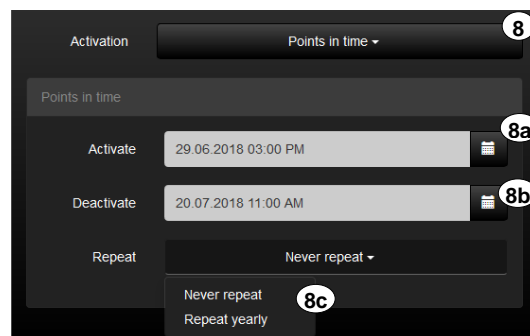 Activation Points in time 8
Points in time
Activate 29.06.2018 03:00 PM 8a
Deactivate 20.07.2018 11:00 AM 8b
Repeat Never repeat
Never repeat 8c
Repeat yearly